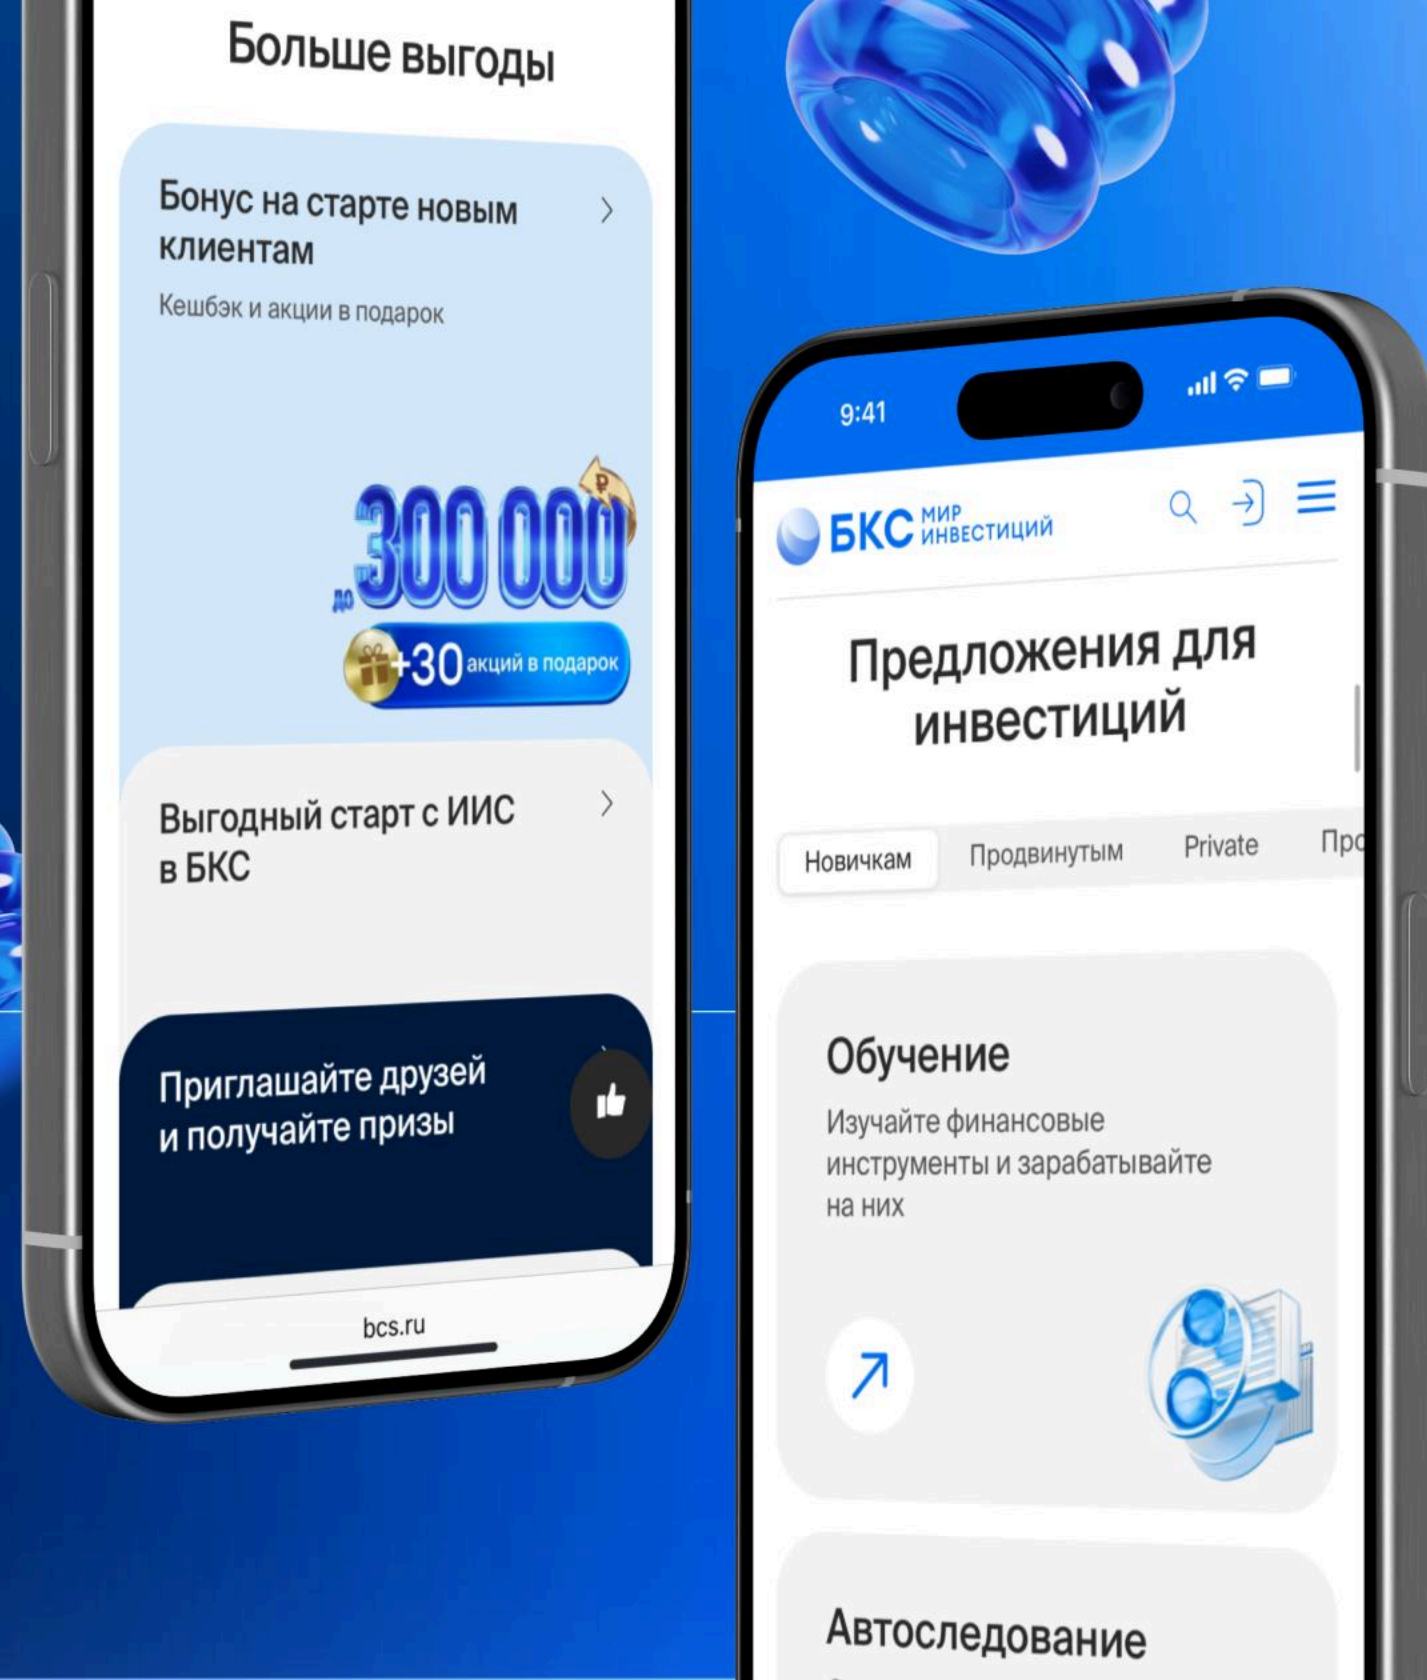 Больше выгоды
Бонус на старте новым
клиентам
Кешбэк и акции в подарок
до 300 000
₽
+30 акций в подарок
Выгодный старт с ИИС
в БКС
Приглашайте друзей
и получайте призы
bcs.ru
9:41
БКС МИР
ИНВЕСТИЦИЙ
Предложения для
инвестиций
Новичкам Продвинутым Private Про
Обучение
Изучайте финансовые
инструменты и зарабатывайте
на них
Автоследование